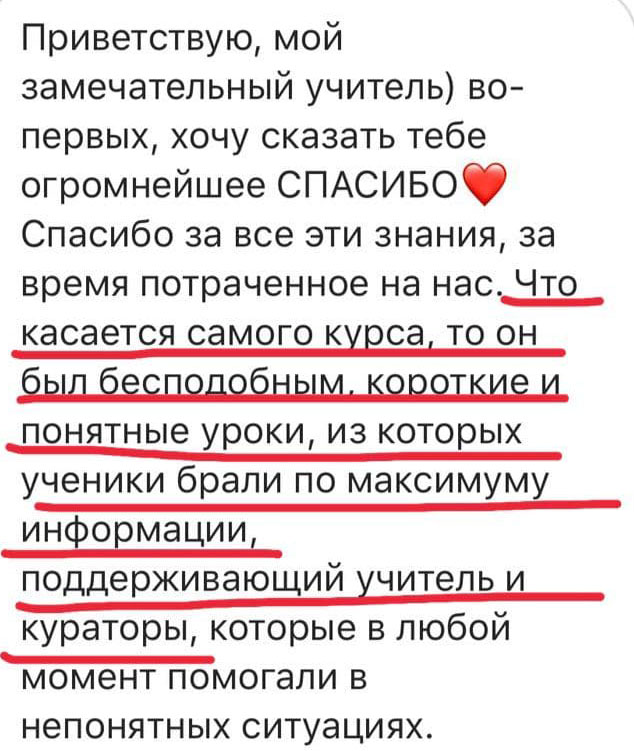 Приветствую, мой
замечательный учитель) во-
первых, хочу сказать тебе
огромнейшее СПАСИБО❤️
Спасибо за все эти знания, за
время потраченное на нас. Что
касается самого курса, то он
был бесподобным, короткие и
понятные уроки, из которых
ученики брали по максимуму
информации,
поддерживающий учитель и
кураторы, которые в любой
момент помогали в
непонятных ситуациях.